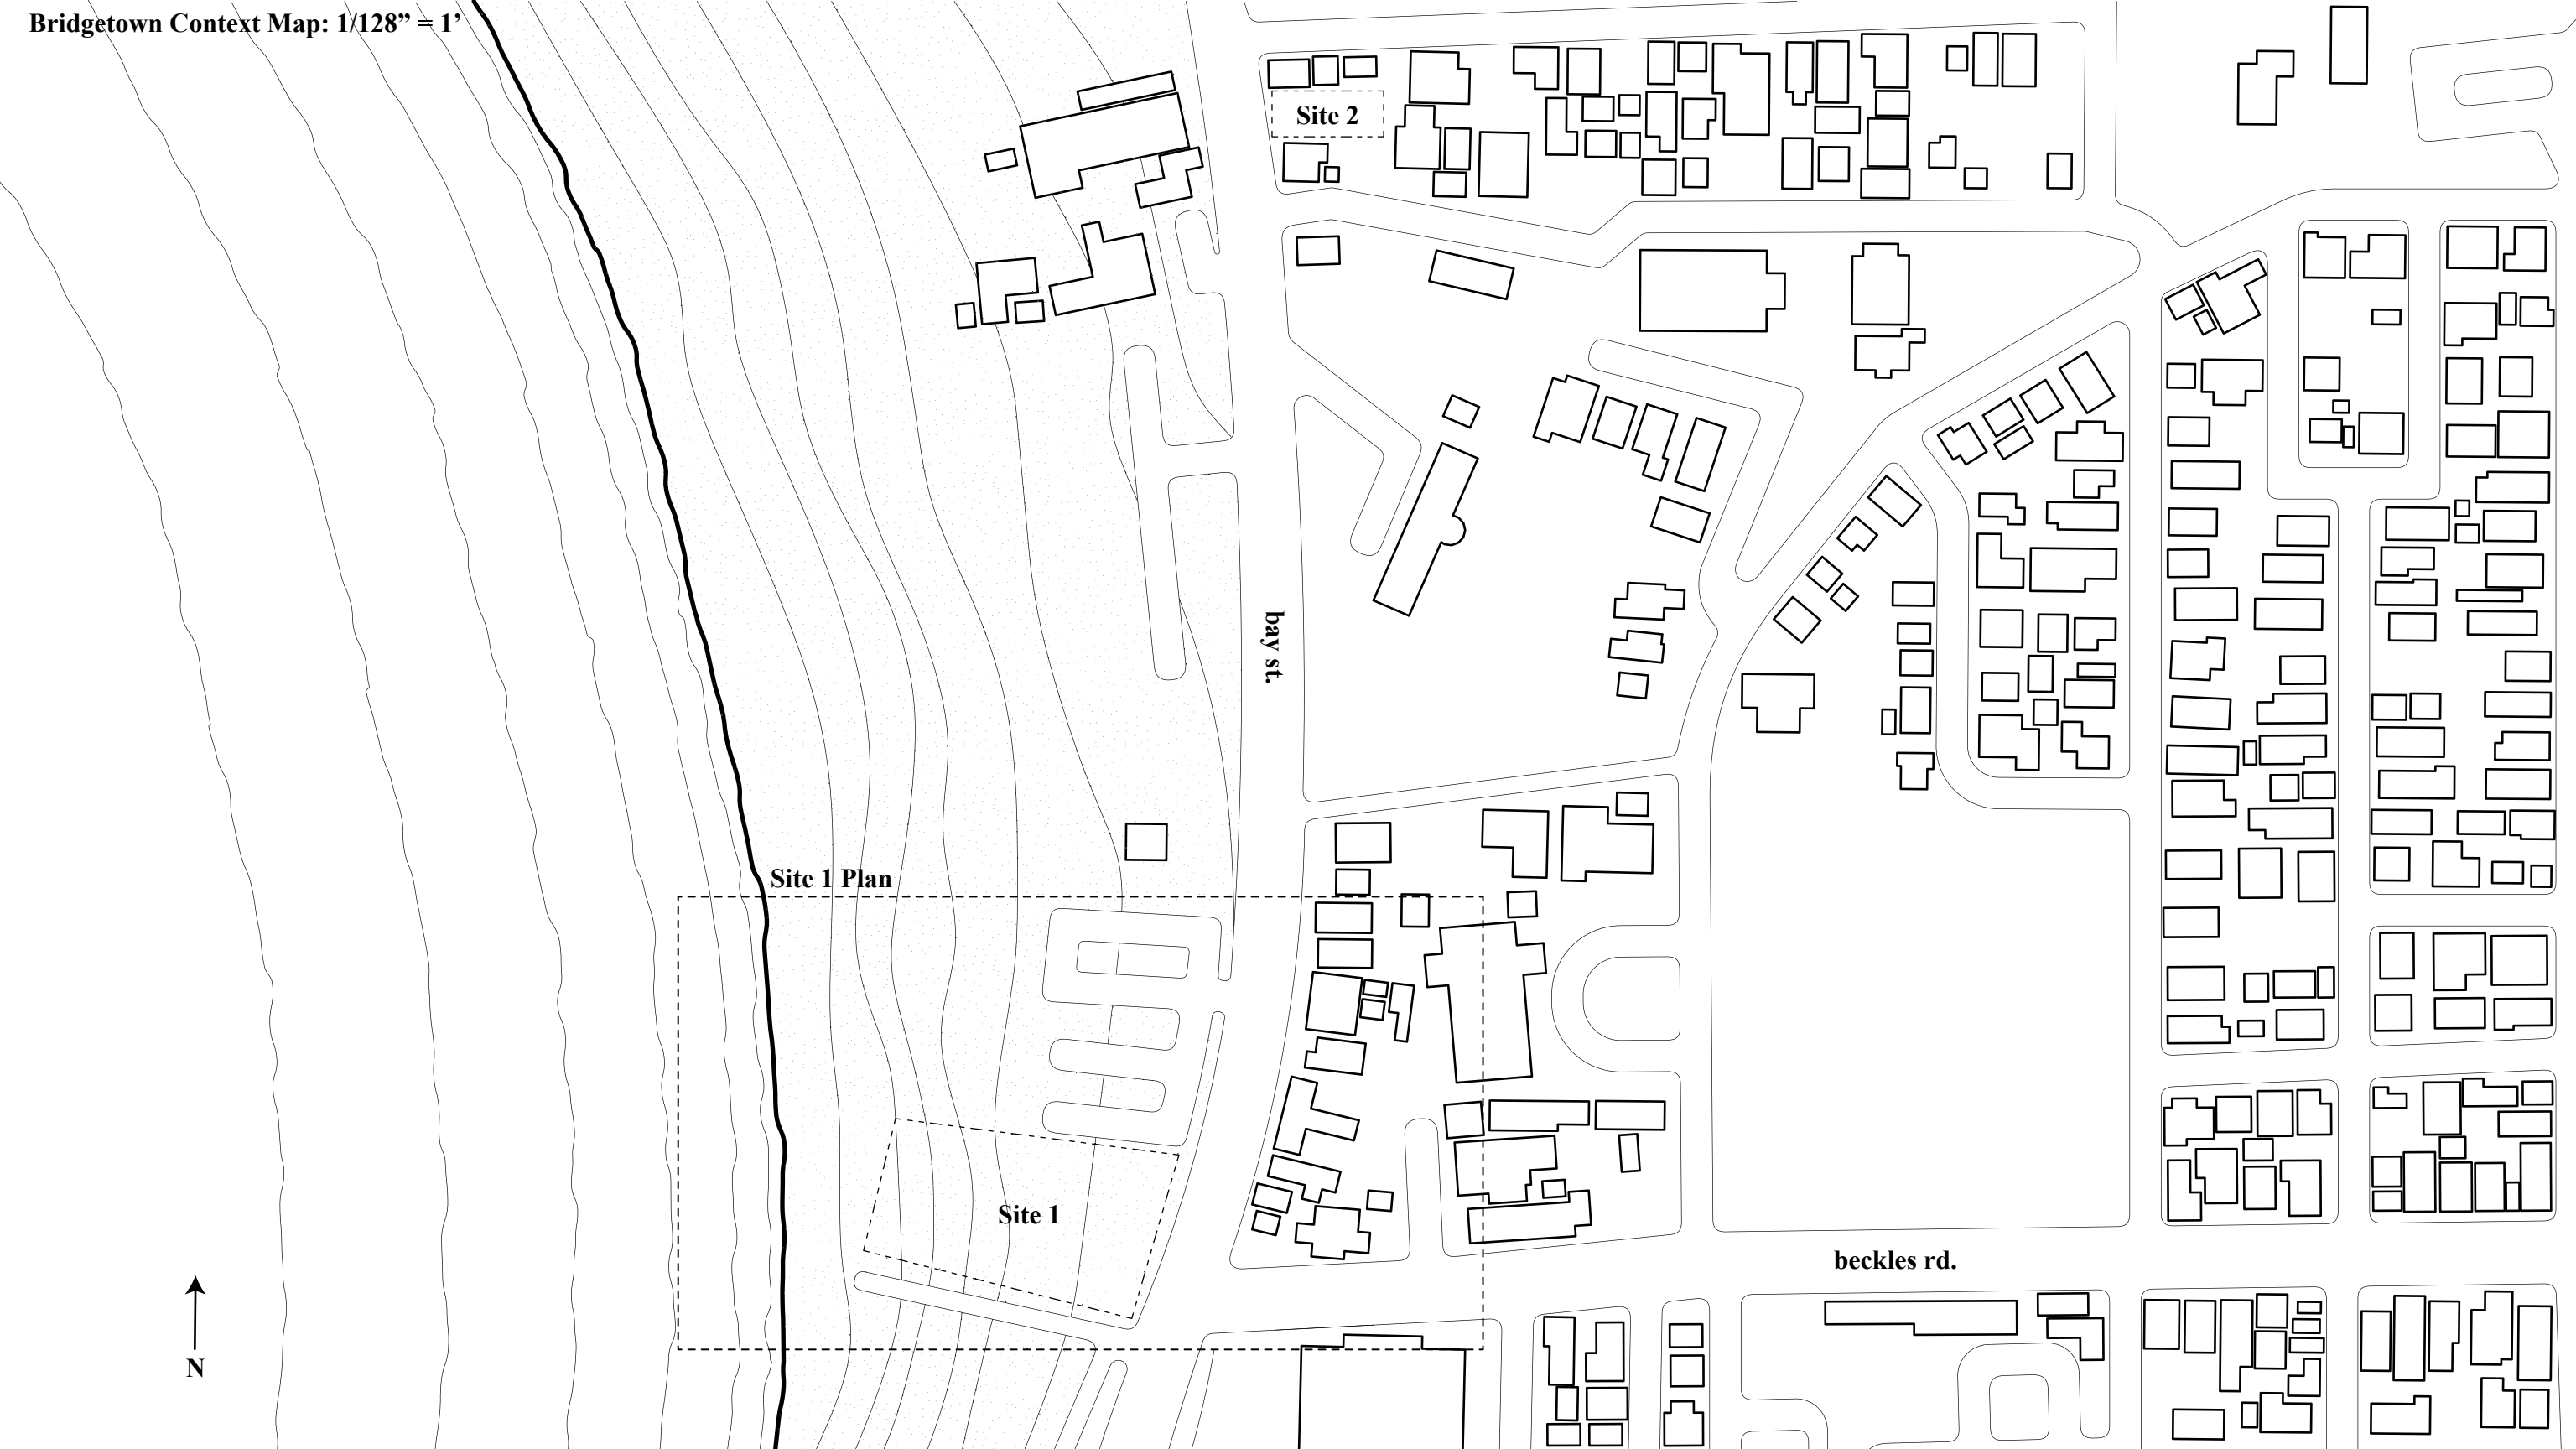 Bridgetown Context Map: 1/128” = 1’
Site 2
bay st.
Site 1 Plan
Site 1
beckles rd.
N